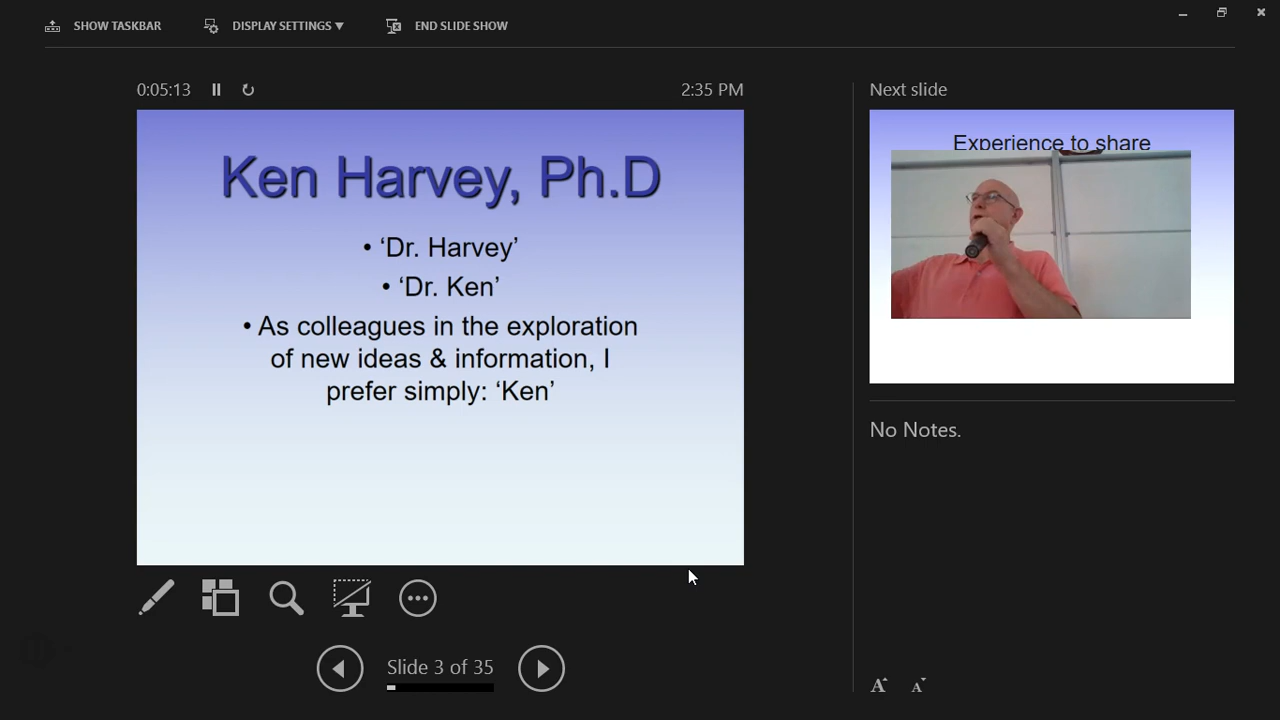 SHOW TASKBAR
DISPLAY SETTINGS ▼
END SLIDE SHOW
0:05:13
2:35 PM
Next slide
Ken Harvey, Ph.D
• ‘Dr. Harvey’
• ‘Dr. Ken’
• As colleagues in the exploration
of new ideas & information, I
prefer simply: ‘Ken’
Experience to share
No Notes.
Slide 3 of 35
A
A